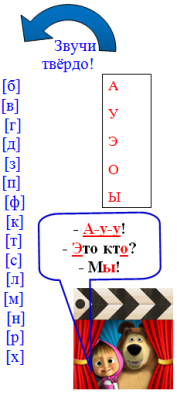 Звучи
твёрдо!
[б]
[в]
[г]
[д]
[з]
[п]
[ф]
[к]
[т]
[с]
[л]
[м]
[н]
[р]
[х]
А
У
Э
О
Ы
- А-у-у!
- Это кто?
- Мы!